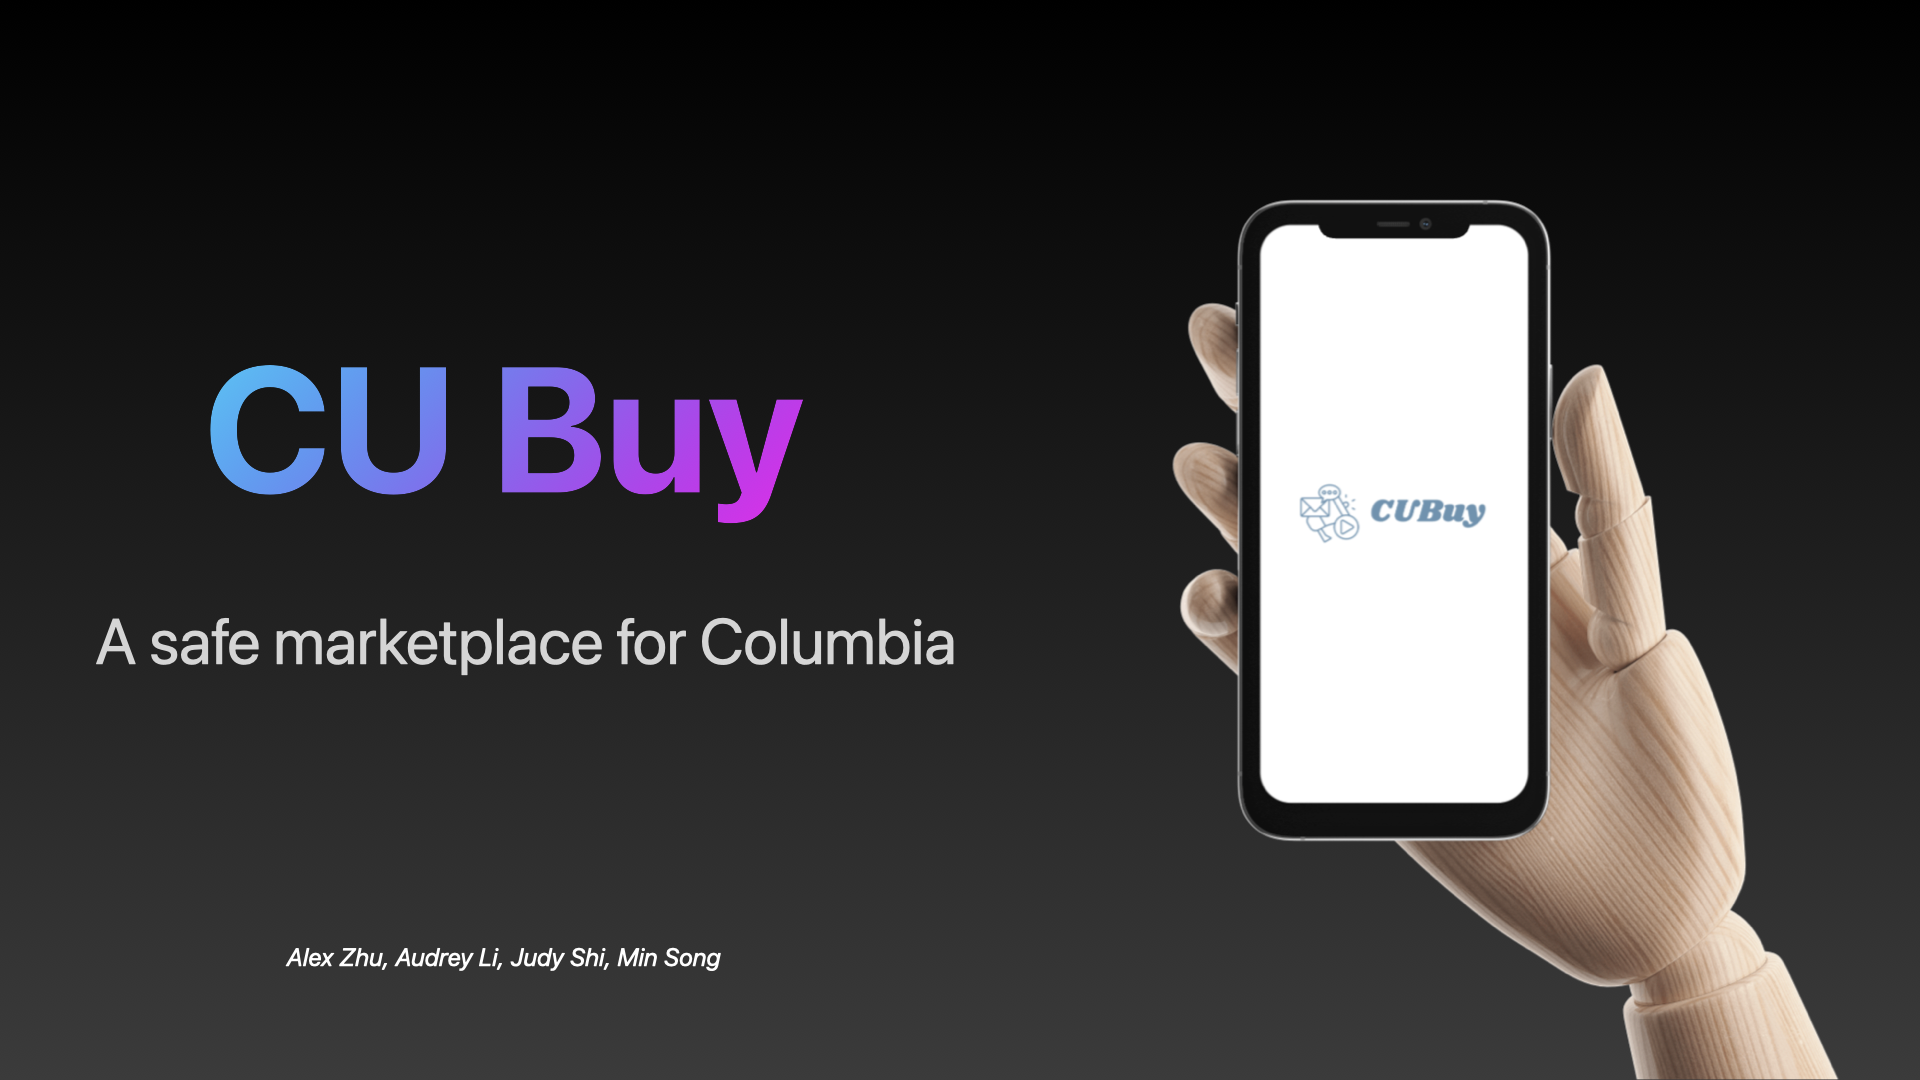 CU Buy
A safe marketplace for Columbia
Alex Zhu, Audrey Li, Judy Shi, Min Song
CUBuy